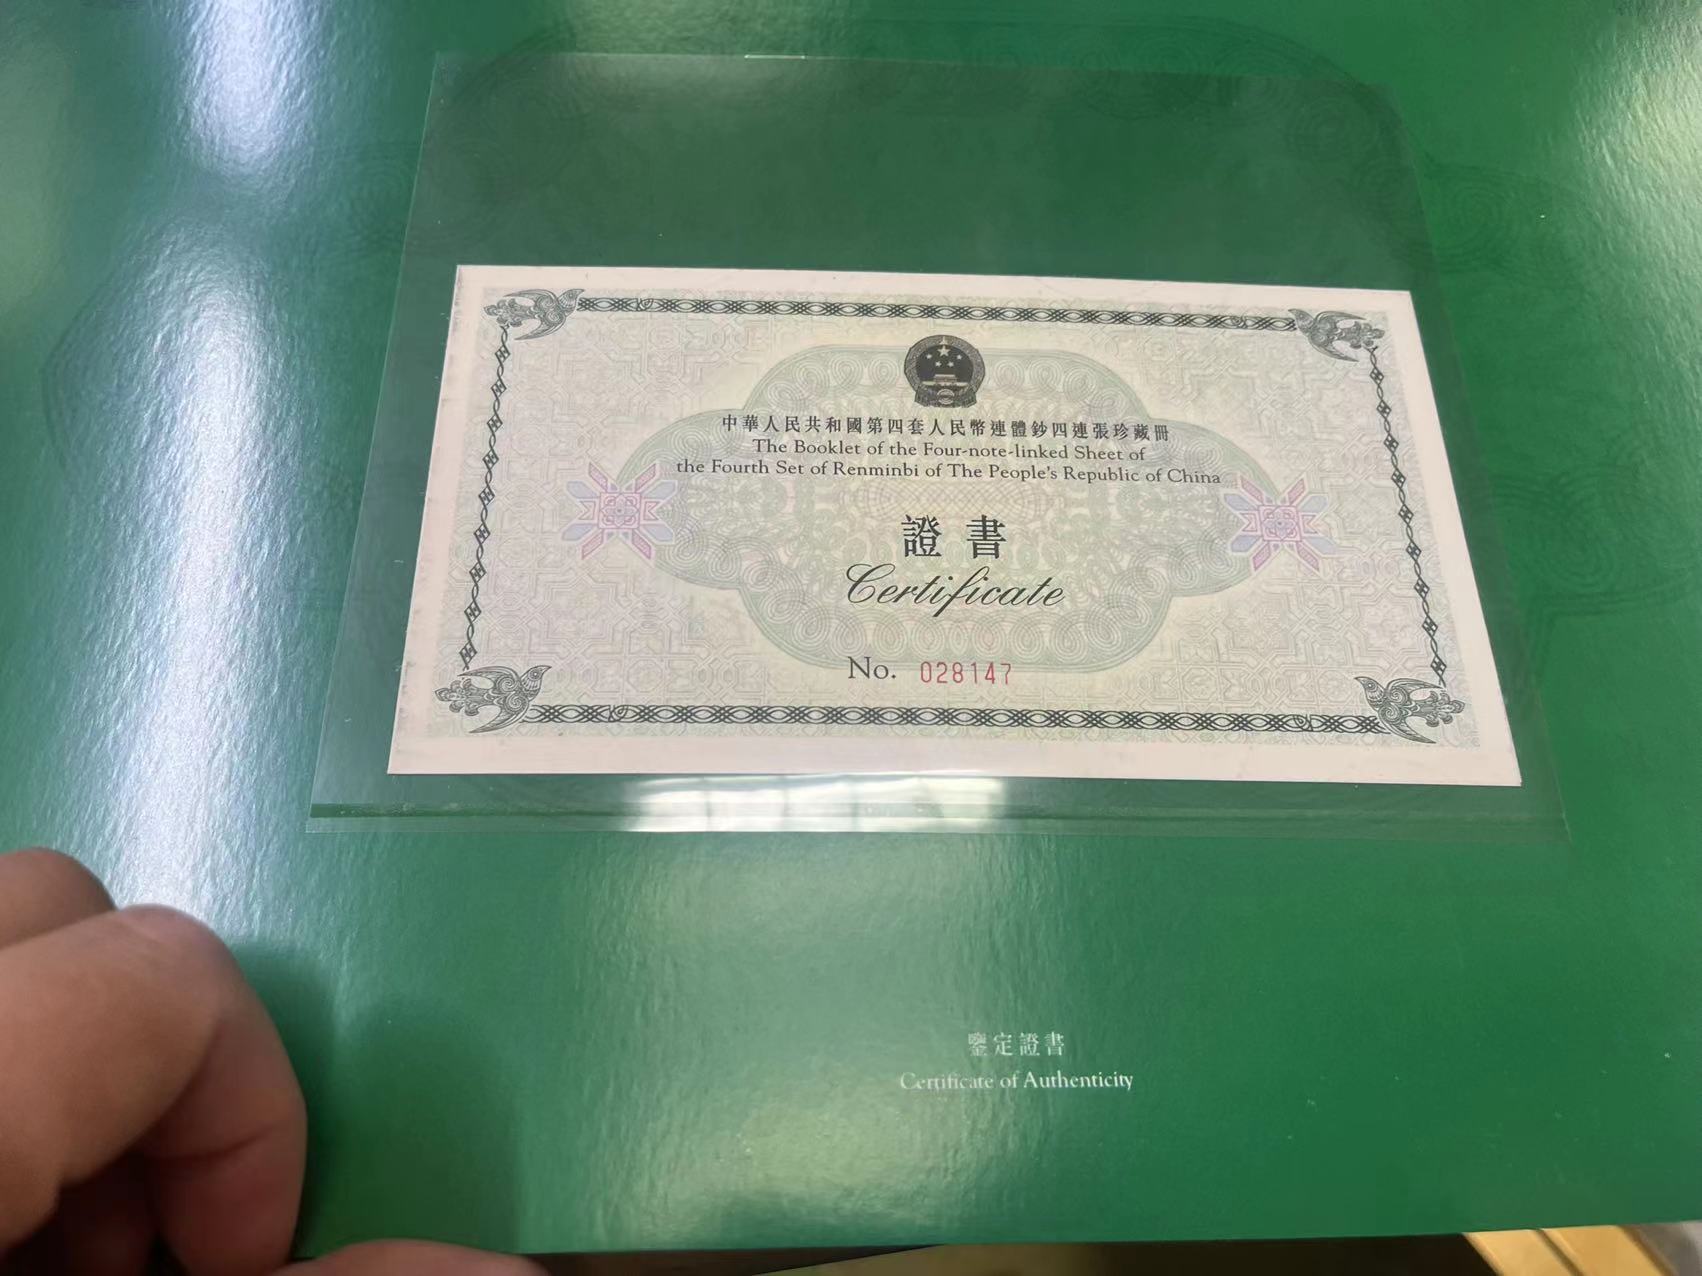 中華人民共和國第四套人民幣連體鈔四連張珍藏冊
The Booklet of the Four-note-linked Sheet of
the Fourth Set of Renminbi of The People's Republic of China
證書
Certificate
No. 028147
鑒定證書
Certificate of Authenticity